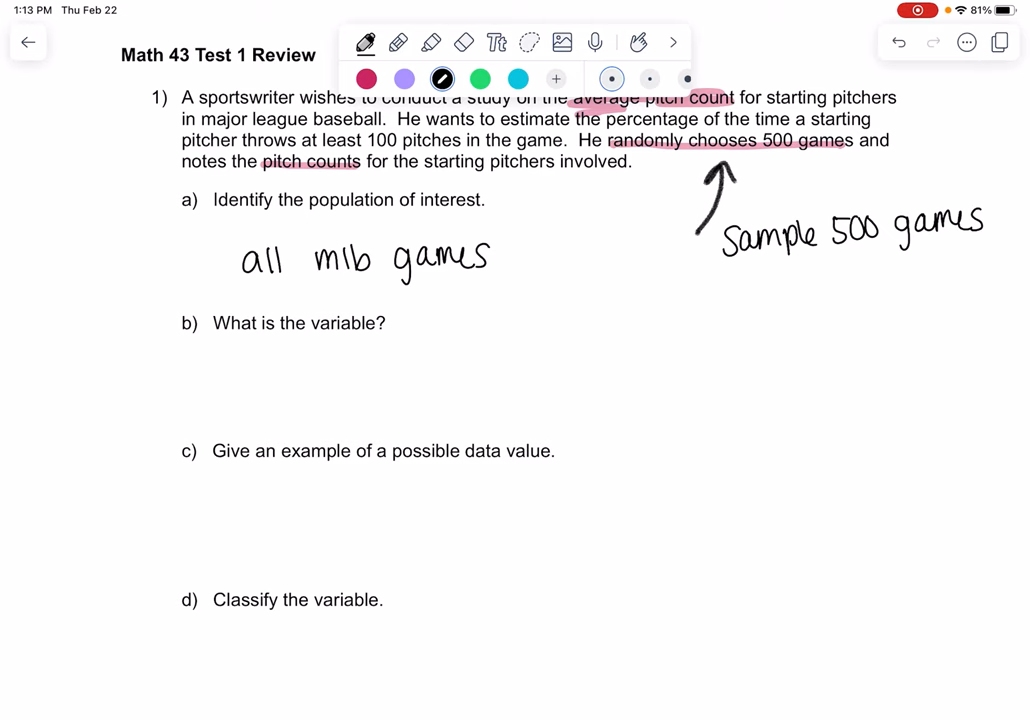 1:13 PM Thu Feb 22
81%
Tt
Math 43 Test 1 Review
1) A sportswriter wishes to conduct a study on the average pitch count for starting pitchers
in major league baseball. He wants to estimate the percentage of the time a starting
pitcher throws at least 100 pitches in the game. He randomly chooses 500 games and
notes the pitch counts for the starting pitchers involved.
a) Identify the population of interest.
Sample 500 games
all mlb games
b) What is the variable?
c) Give an example of a possible data value.
d) Classify the variable.